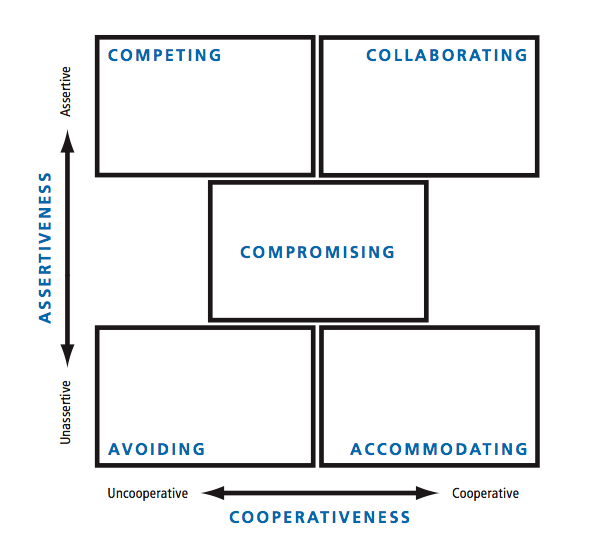 COMPETING
COLLABORATING
Assertive
ASSERTIVENESS
COMPROMISING
Unassertive
AVOIDING
ACCOMMODATING
Uncooperative
Cooperative
COOPERATIVENESS